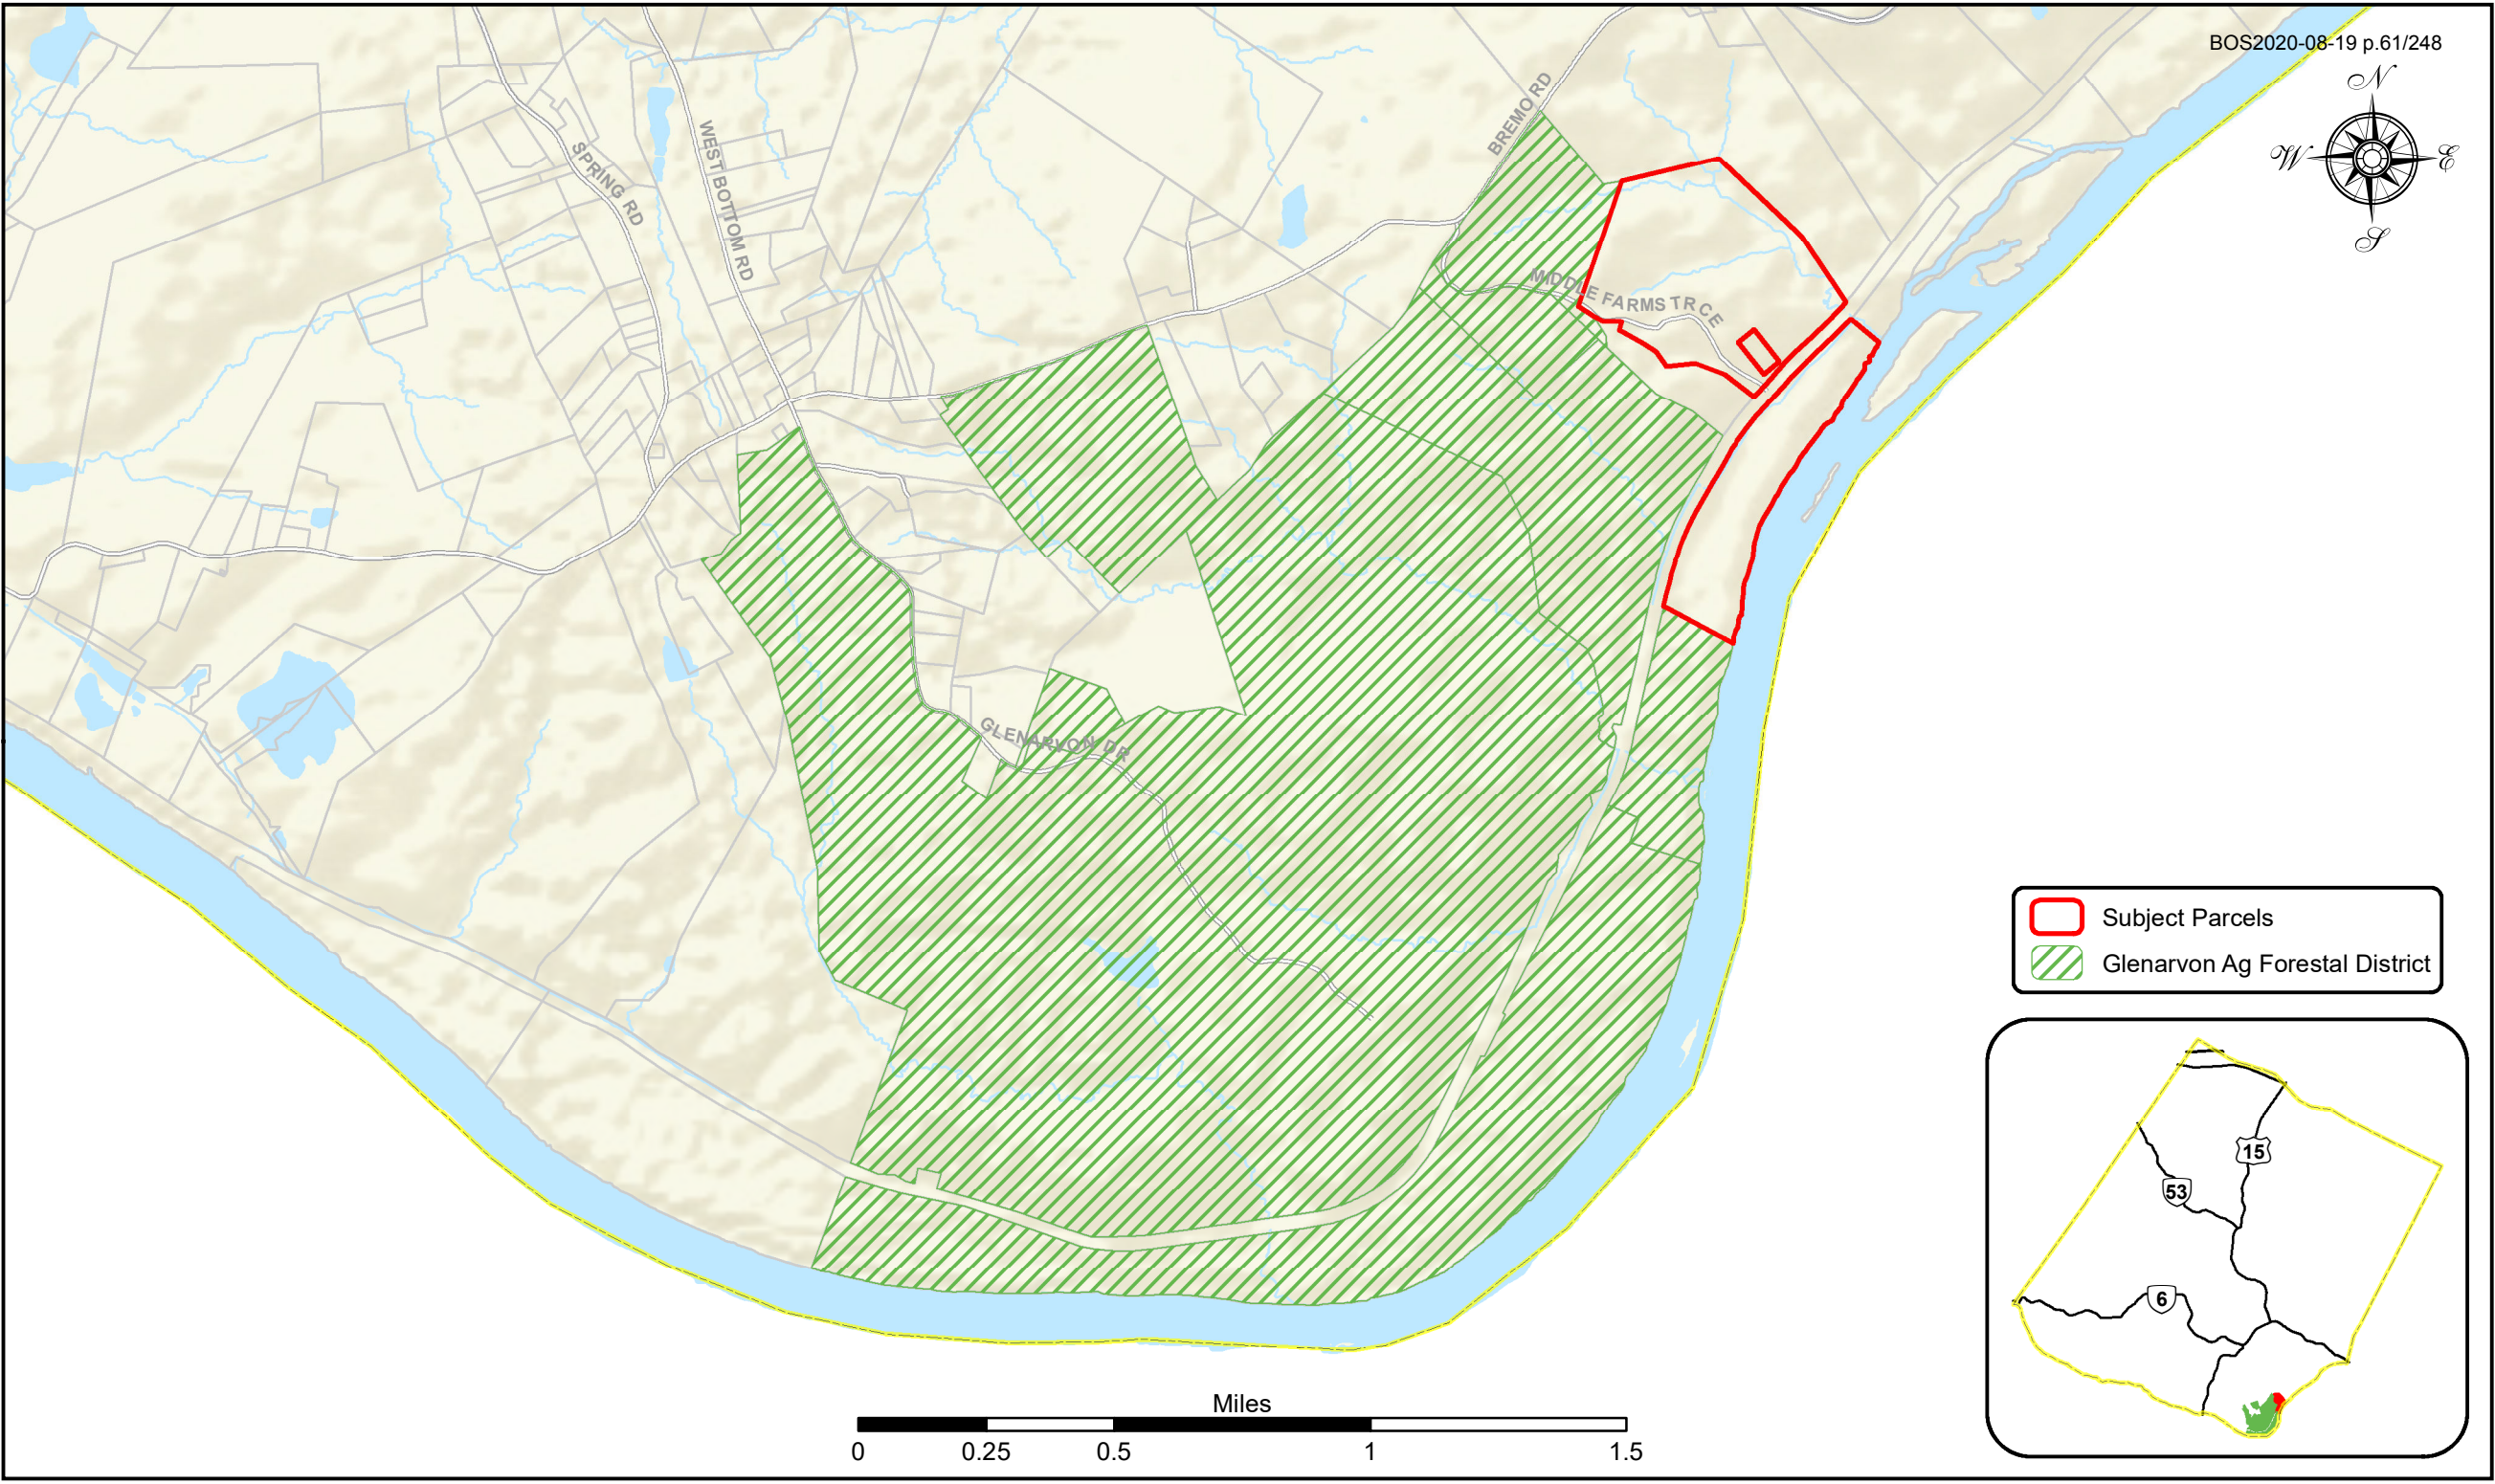 BOS2020-08-19 p.61/248
N
W
E
S
BREMO RD
SPRING RD
WEST BOTTOM RD
MIDDLE FARMS TRCE
GLENARVON DR
Subject Parcels
Glenarvon Ag Forestal District
15
53
6
Miles
0 0.25 0.5 1 1.5